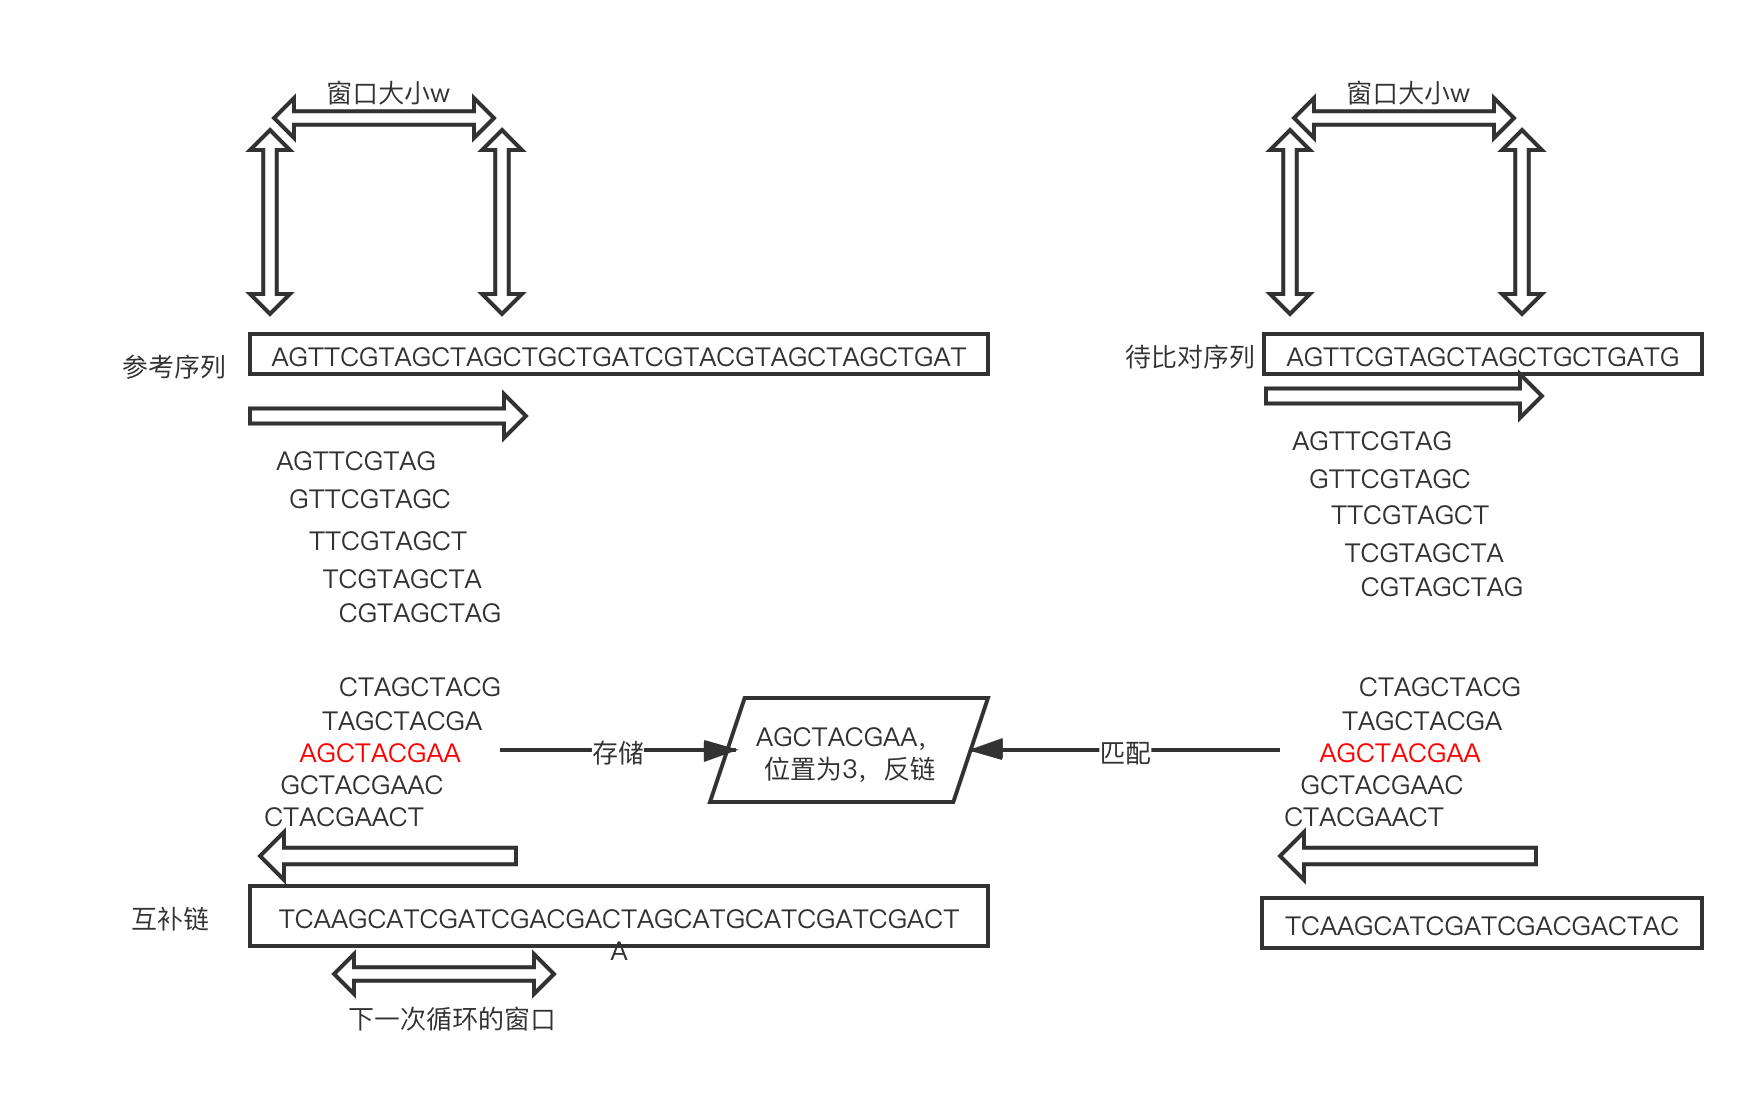 窗口大小w
窗口大小w
参考序列
AGTTCGTAGCTAGCTGCTGATCGTACGTAGCTAGCTGAT
待比对序列
AGTTCGTAGCTAGCTGCTGATG
AGTTCGTAG
GTTCGTAGC
TTCGTAGCT
TCGTAGCTA
CGTAGCTAG
AGTTCGTAG
GTTCGTAGC
TTCGTAGCT
TCGTAGCTA
CGTAGCTAG
CTAGCTACG
TAGCTACGA
AGCTACGAA
GCTACGAAC
CTACGAACT
存储
AGCTACGAA，
位置为3，反链
匹配
CTAGCTACG
TAGCTACGA
AGCTACGAA
GCTACGAAC
CTACGAACT
互补链
TCAAGCATCGATCGACGACTAGCATGCATCGATCGACT
A
TCAAGCATCGATCGACGACTAC
下一次循环的窗口